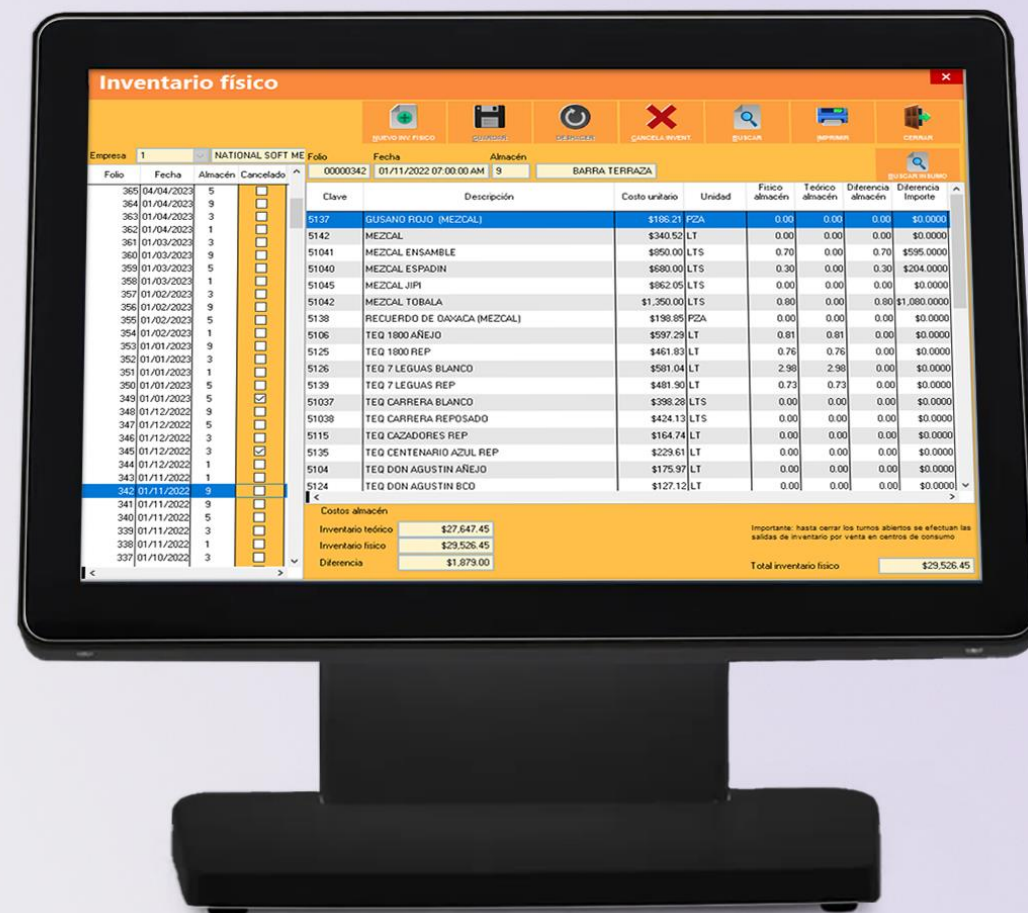 Inventario físico
NUEVO INV FISICO GUARDAR DESHACER CANCELA INVENT. BUSCAR IMPRIMIR CERRAR
Empresa 1 NATIONAL SOFT ME
Folio Fecha Almacén
00000342 01/11/2022 07:00:00 AM 9 BARRA TERRAZA
BUSCAR INSUMO
Folio Fecha Almacén Cancelado
365 04/04/2023 5
364 01/04/2023 9
363 01/04/2023 3
362 01/04/2023 1
361 01/03/2023 3
360 01/03/2023 9
359 01/03/2023 5
358 01/03/2023 1
357 01/02/2023 3
356 01/02/2023 9
355 01/02/2023 5
354 01/02/2023 1
353 01/01/2023 9
352 01/01/2023 3
351 01/01/2023 1
350 01/01/2023 5
349 01/01/2023 5
348 01/12/2022 9
347 01/12/2022 5
346 01/12/2022 3
345 01/12/2022 3
344 01/12/2022 1
343 01/11/2022 1
342 01/11/2022 9
341 01/11/2022 9
340 01/11/2022 5
339 01/11/2022 3
338 01/11/2022 1
337 01/10/2022 3
Clave Descripción Costo unitario Unidad Físico almacén Teórico almacén Diferencia almacén Diferencia Importe
5137 GUSANO ROJO (MEZCAL) $186.21 PZA 0.00 0.00 0.00 $0.0000
5142 MEZCAL $340.52 LT 0.00 0.00 0.00 $0.0000
51041 MEZCAL ENSAMBLE $850.00 LTS 0.70 0.00 0.70 $595.0000
51040 MEZCAL ESPADIN $680.00 LTS 0.30 0.00 0.30 $204.0000
51045 MEZCAL JIPI $862.05 LTS 0.00 0.00 0.00 $0.0000
51042 MEZCAL TOBALA $1,350.00 LTS 0.80 0.00 0.80 $1,080.0000
5138 RECUERDO DE OAXACA (MEZCAL) $198.85 PZA 0.00 0.00 0.00 $0.0000
5106 TEQ 1800 AÑEJO $597.29 LT 0.81 0.81 0.00 $0.0000
5125 TEQ 1800 REP $461.83 LT 0.76 0.76 0.00 $0.0000
5126 TEQ 7 LEGUAS BLANCO $581.04 LT 2.98 2.98 0.00 $0.0000
5139 TEQ 7 LEGUAS REP $481.90 LT 0.73 0.73 0.00 $0.0000
51037 TEQ CARRERA BLANCO $398.28 LTS 0.00 0.00 0.00 $0.0000
51038 TEQ CARRERA REPOSADO $424.13 LTS 0.00 0.00 0.00 $0.0000
5115 TEQ CAZADORES REP $164.74 LT 0.00 0.00 0.00 $0.0000
5135 TEQ CENTENARIO AZUL REP $229.61 LT 0.00 0.00 0.00 $0.0000
5104 TEQ DON AGUSTIN AÑEJO $175.97 LT 0.00 0.00 0.00 $0.0000
5124 TEQ DON AGUSTIN BCO $127.12 LT 0.00 0.00 0.00 $0.0000
Costos almacén
Inventario teórico $27,647.45
Inventario físico $29,526.45
Diferencia $1,879.00
Importante: hasta cerrar los turnos abiertos se efectuan las
salidas de inventario por venta en centros de consumo
Total inventario físico $29,526.45